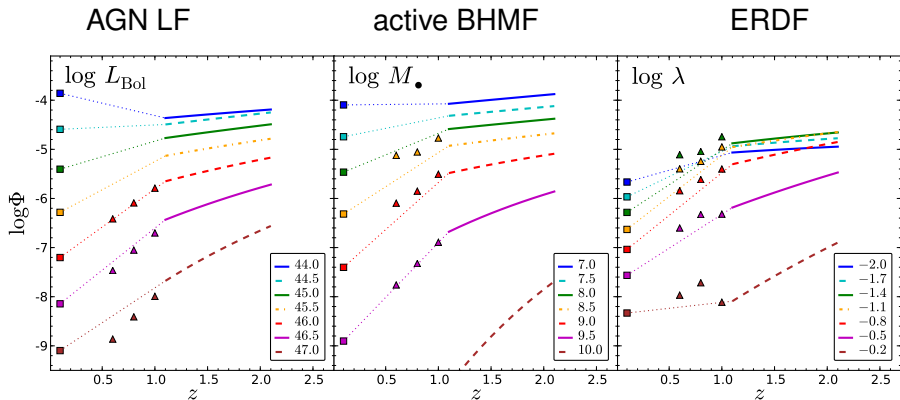 AGN LF
active BHMF
ERDF
log L_Bol
log M_•
log λ
logΦ
-4
-5
-6
-7
-8
-9
44.0
44.5
45.0
45.5
46.0
46.5
47.0
7.0
7.5
8.0
8.5
9.0
9.5
10.0
−2.0
−1.7
−1.4
−1.1
−0.8
−0.5
−0.2
0.5 1.0 1.5 2.0 2.5
0.5 1.0 1.5 2.0 2.5
0.5 1.0 1.5 2.0 2.5
z
z
z